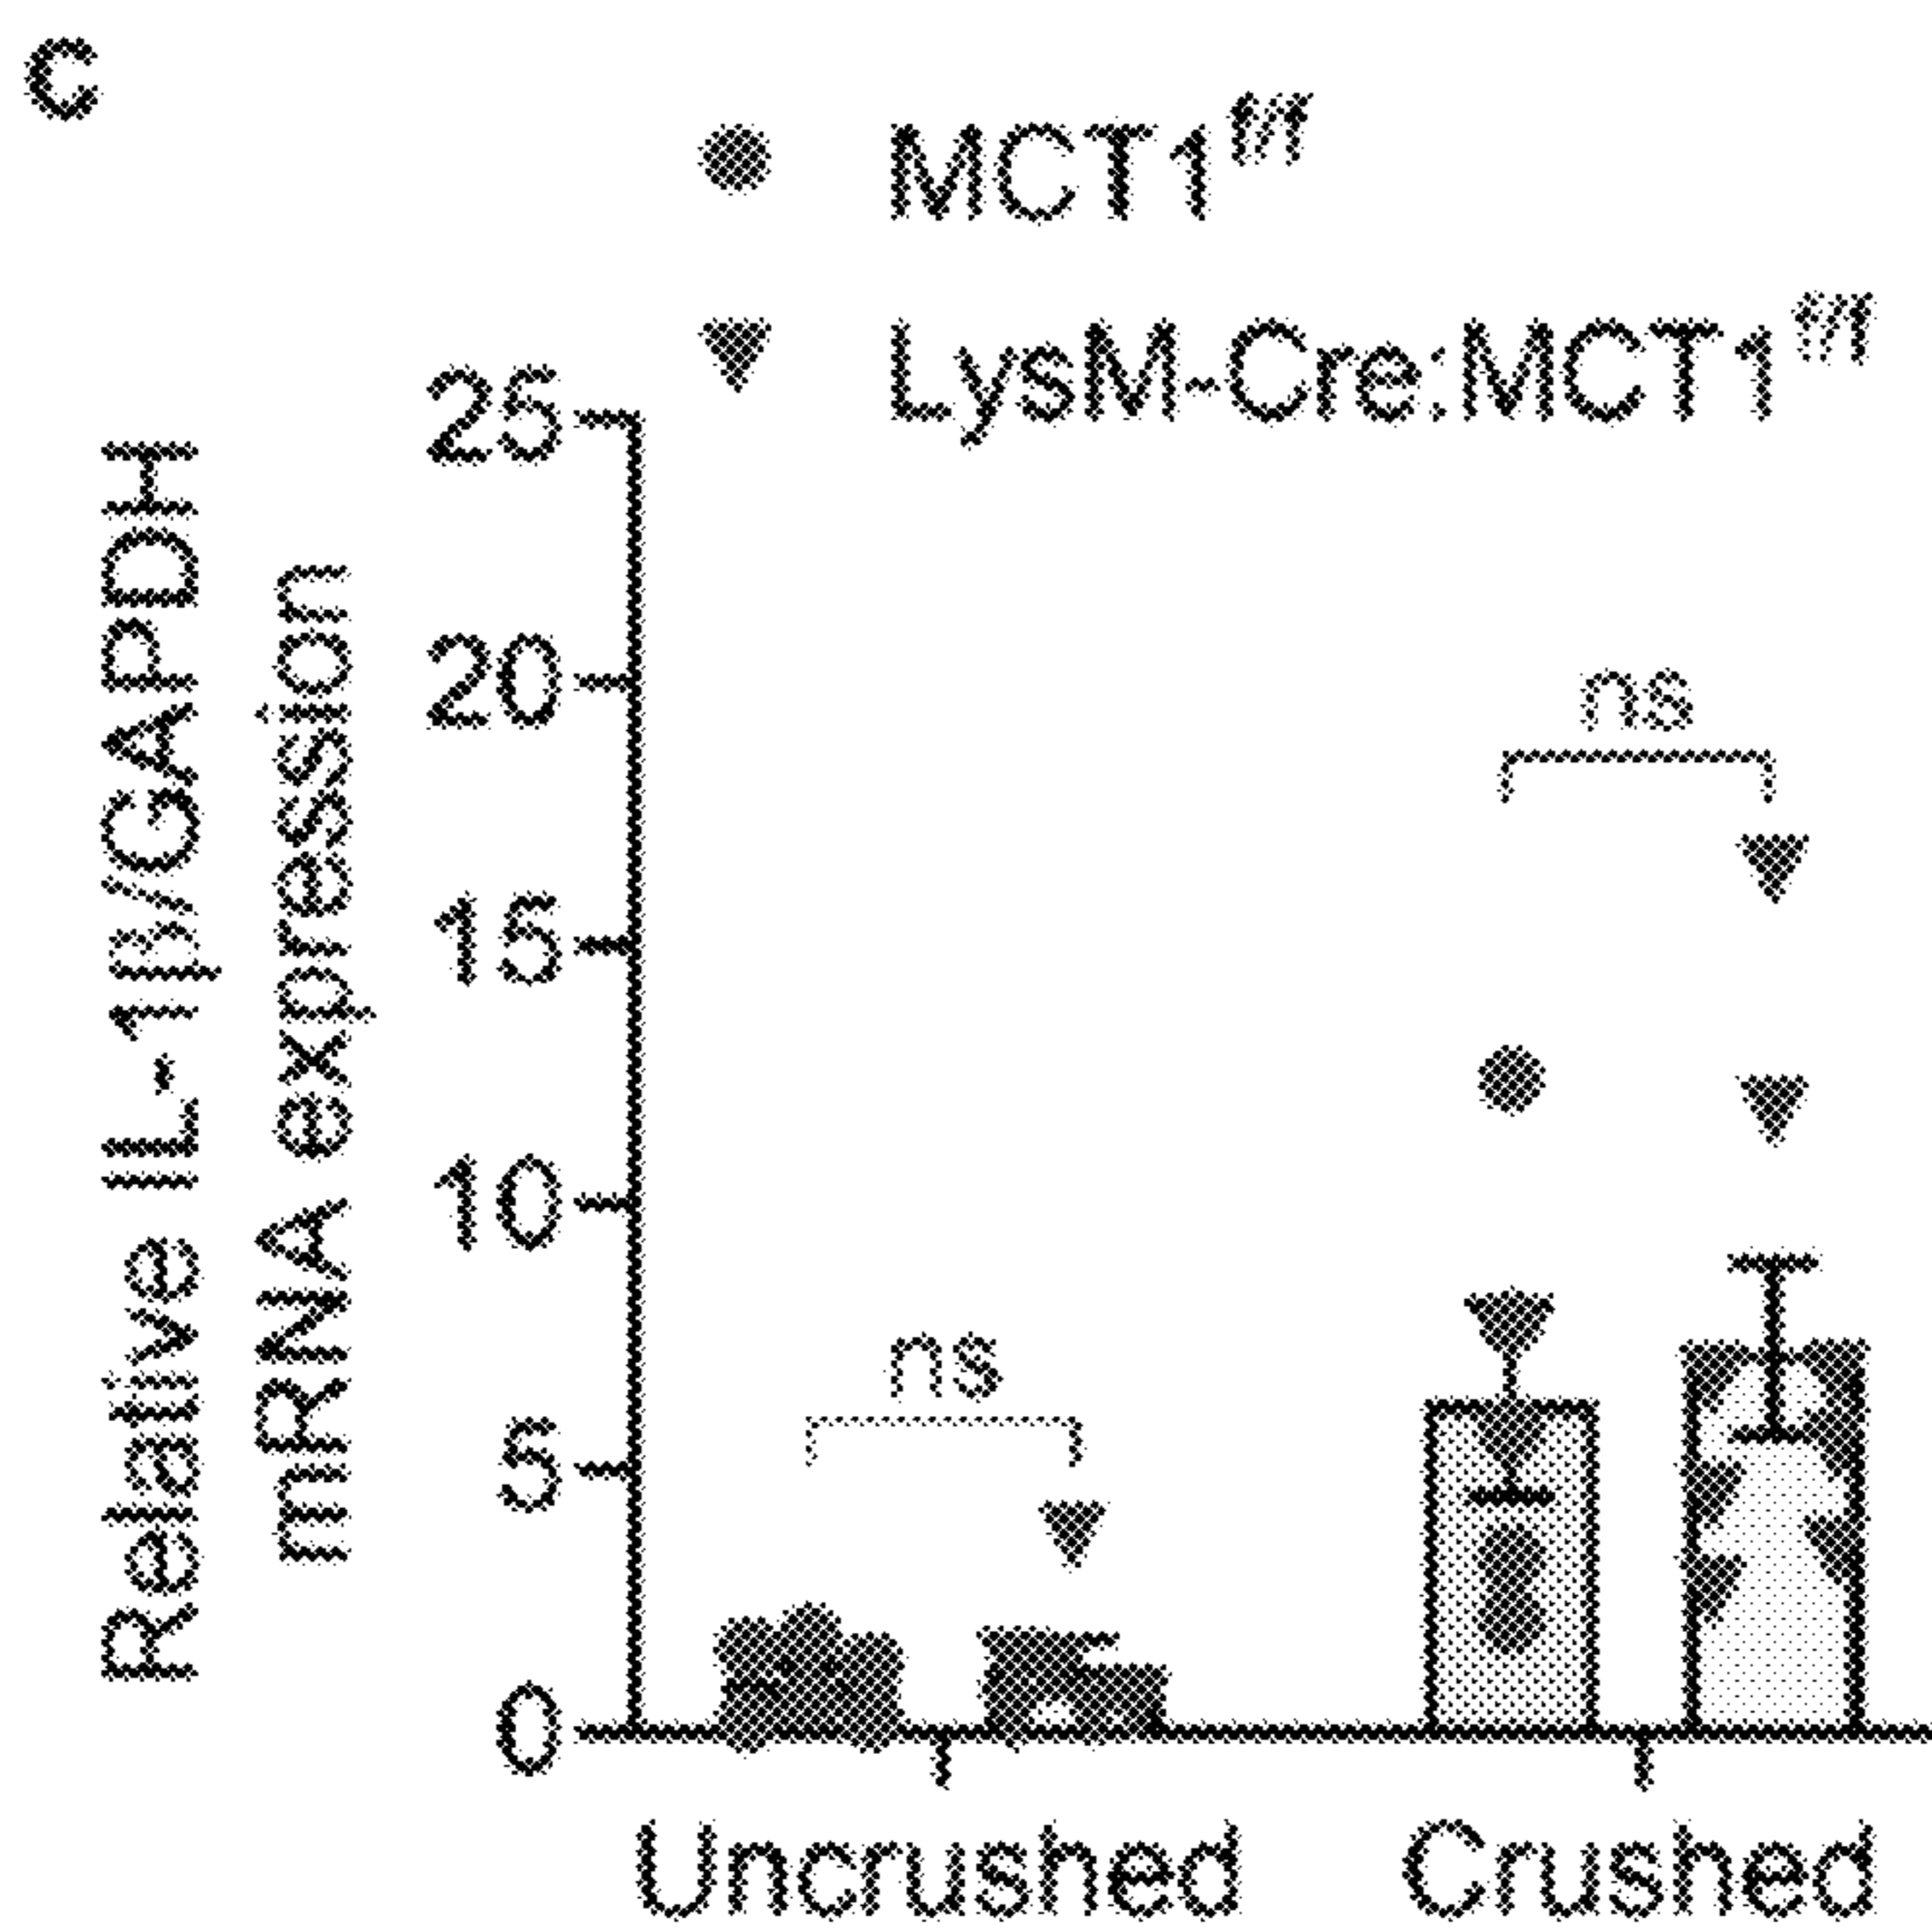 c
MCT1f/f
LysM-Cre:MCT1f/f
Relative IL-1β/GAPDH
mRNA expression
25
20
15
10
5
0
ns
ns
Uncrushed
Crushed